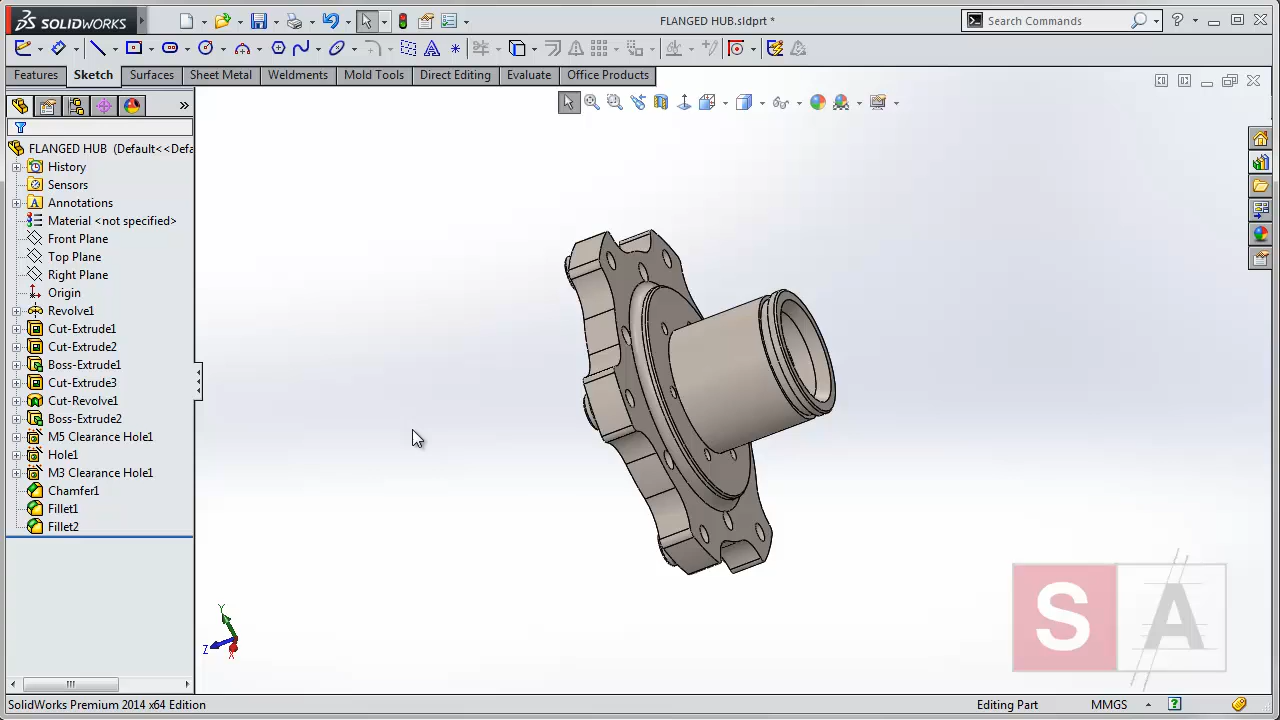 SOLIDWORKS
FLANGED HUB.sldprt *
Search Commands
Features Sketch Surfaces Sheet Metal Weldments Mold Tools Direct Editing Evaluate Office Products
FLANGED HUB (Default<<Defa
History
Sensors
Annotations
Material <not specified>
Front Plane
Top Plane
Right Plane
Origin
Revolve1
Cut-Extrude1
Cut-Extrude2
Boss-Extrude1
Cut-Extrude3
Cut-Revolve1
Boss-Extrude2
M5 Clearance Hole1
Hole1
M3 Clearance Hole1
Chamfer1
Fillet1
Fillet2
Y
Z
X
SA
SolidWorks Premium 2014 x64 Edition
Editing Part
MMGS